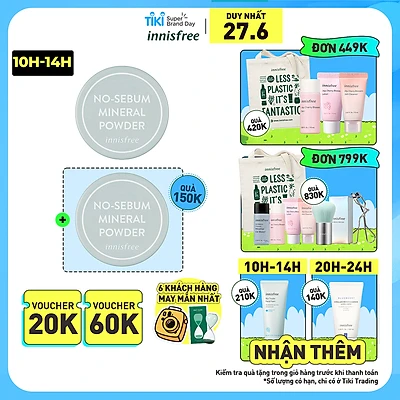 TIKI Super Brand Day
innisfree
DUY NHẤT
27.6
10H-14H
NO-SEBUM
MINERAL
POWDER
innisfree
NO-SEBUM
MINERAL
POWDER
innisfree
+
QUÀ
150K
ĐƠN 449K
LESS
PLASTIC
IT'S
FANTASTIC
QUÀ
420K
ĐƠN 799K
LESS
PLASTIC
IT'S
FANTASTIC
QUÀ
830K
10H-14H
QUÀ
210K
innisfree
20H-24H
QUÀ
140K
innisfree
VOUCHER
20K
VOUCHER
60K
6 KHÁCH HÀNG
MAY MẮN NHẤT
NHẬN THÊM
Kiểm tra quà tặng trong giỏ hàng trước khi thanh toán
*Số lượng có hạn, chỉ có ở Tiki Trading